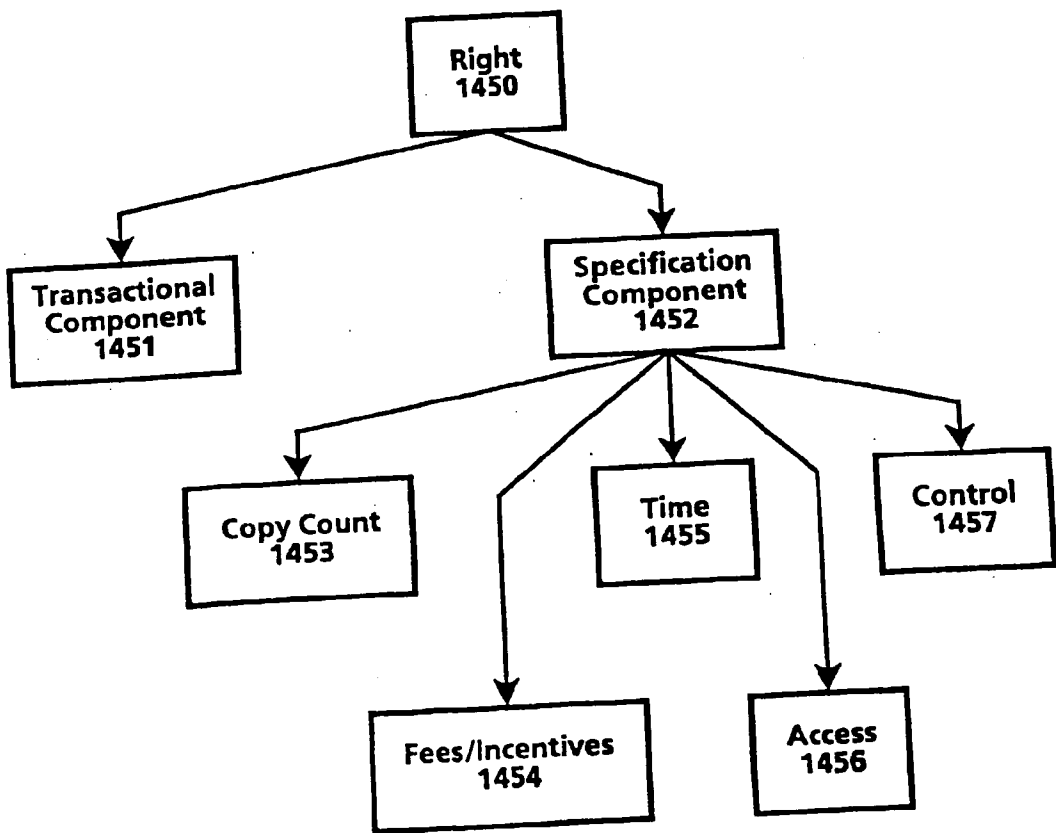 Right
1450
Transactional
Component
1451
Specification
Component
1452
Copy Count
1453
Time
1455
Control
1457
Fees/Incentives
1454
Access
1456